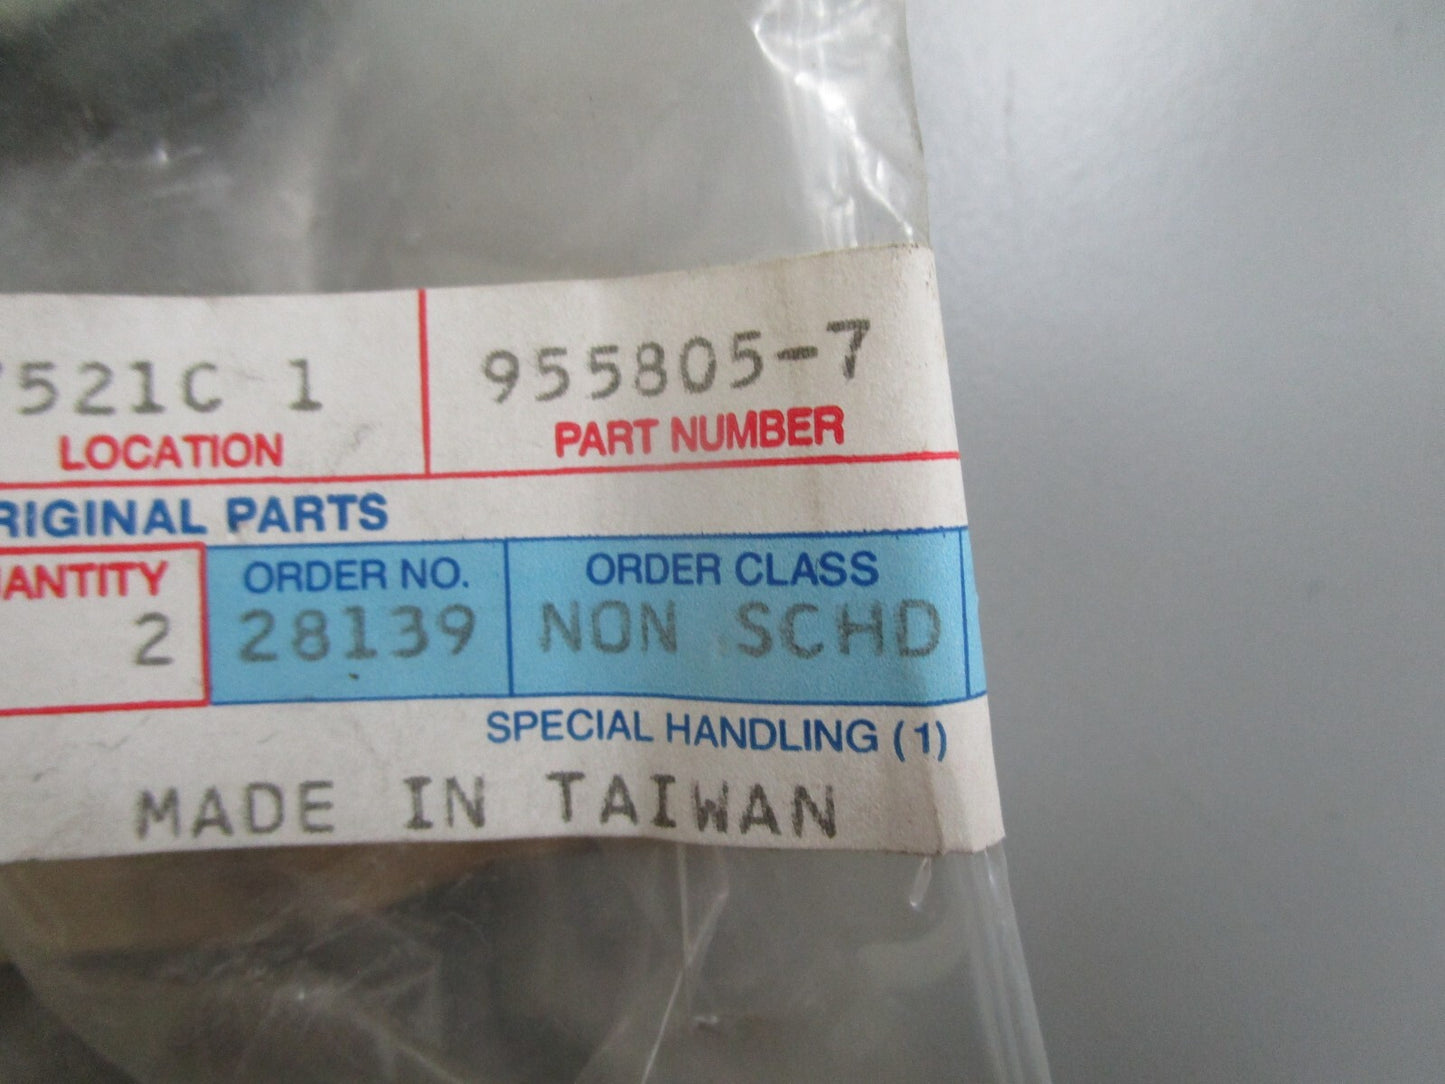 7521C 1 955805-7
LOCATION PART NUMBER
RIGINAL PARTS
ANTITY ORDER NO. ORDER CLASS
2 28139 NON SCHD
SPECIAL HANDLING (1)
MADE IN TAIWAN